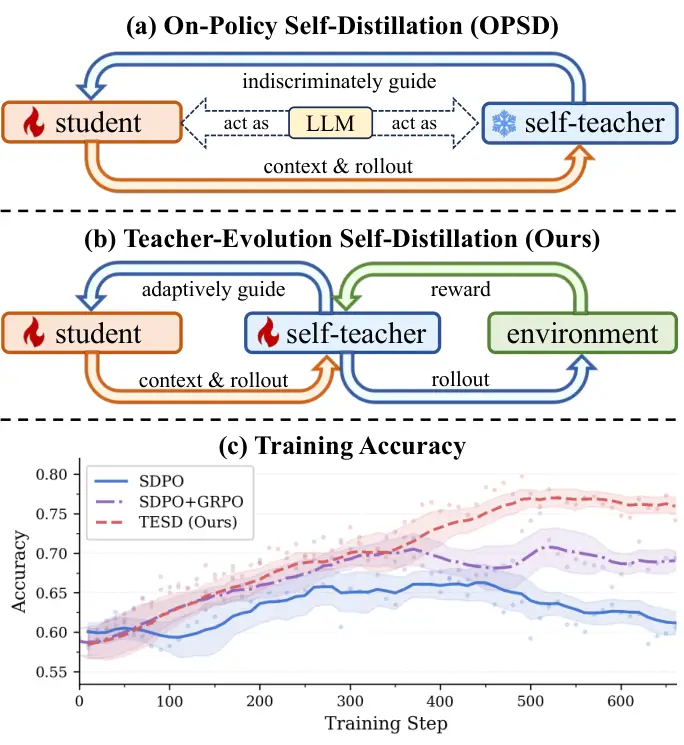 (a) On-Policy Self-Distillation (OPSD)
indiscriminately guide
student
act as
LLM
act as
self-teacher
context & rollout
(b) Teacher-Evolution Self-Distillation (Ours)
adaptively guide
reward
student
self-teacher
environment
context & rollout
rollout
(c) Training Accuracy
SDPO
SDPO+GRPO
TESD (Ours)
0.80
0.75
0.70
0.65
0.60
0.55
Accuracy
0 100 200 300 400 500 600
Training Step